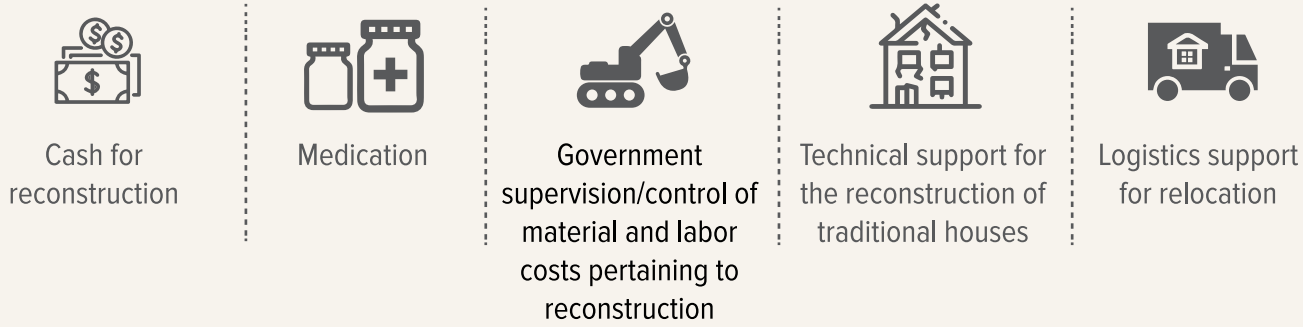 Cash for
reconstruction
Medication
Government
supervision/control of
material and labor
costs pertaining to
reconstruction
Technical support for
the reconstruction of
traditional houses
Logistics support
for relocation